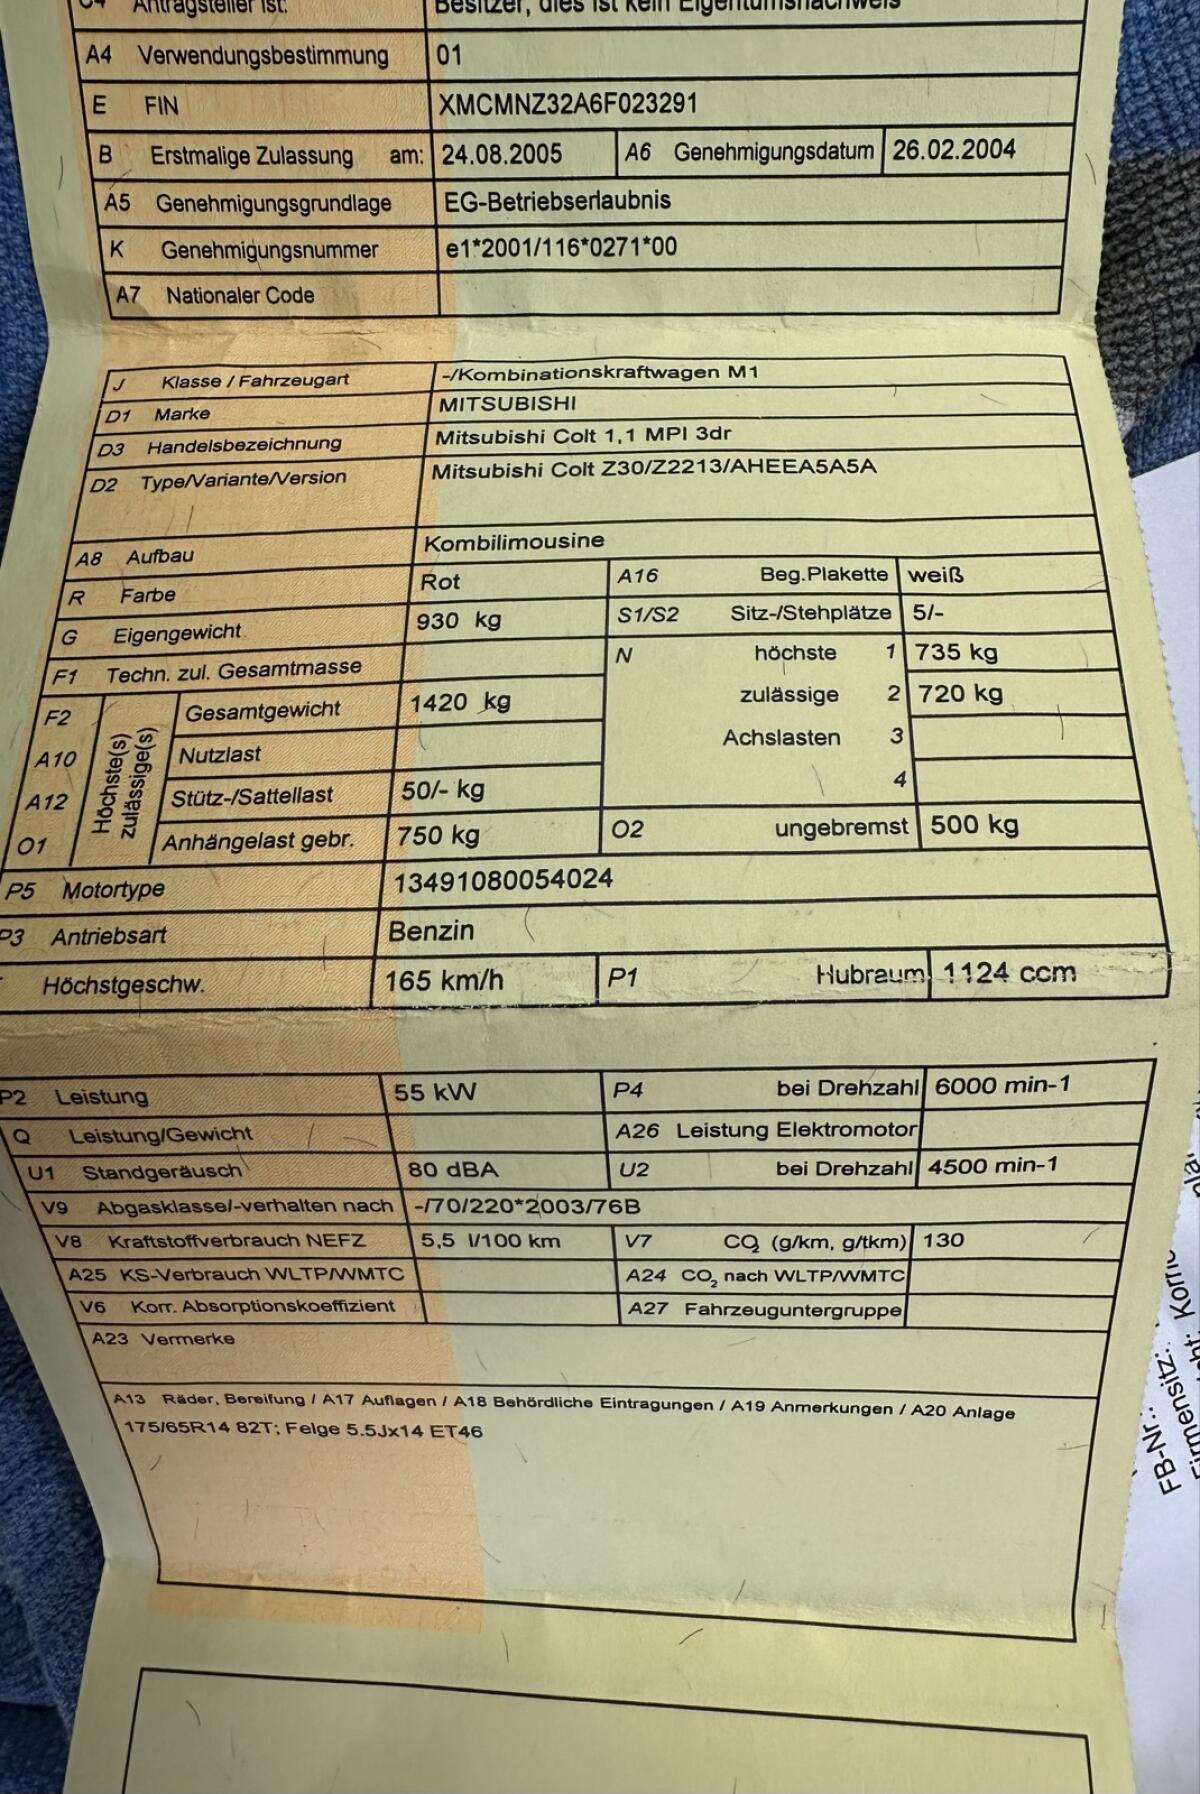 C4 Antragsteller ist: Besitzer, dies ist kein Eigentumsnachweis
A4 Verwendungsbestimmung 01
E FIN XMCMNZ32A6F023291
B Erstmalige Zulassung am: 24.08.2005 A6 Genehmigungsdatum 26.02.2004
A5 Genehmigungsgrundlage EG-Betriebserlaubnis
K Genehmigungsnummer e1*2001/116*0271*00
A7 Nationaler Code
J Klasse / Fahrzeugart -/Kombinationskraftwagen M1
D1 Marke MITSUBISHI
D3 Handelsbezeichnung Mitsubishi Colt 1,1 MPI 3dr
D2 Type/Variante/Version Mitsubishi Colt Z30/Z2213/AHEEA5A5A
A8 Aufbau Kombilimousine
R Farbe Rot A16 Beg.Plakette weiß
G Eigengewicht 930 kg S1/S2 Sitz-/Stehplätze 5/-
F1 Techn. zul. Gesamtmasse N höchste 1 735 kg
F2 Höchste(s) zulässige(s) Gesamtgewicht 1420 kg zulässige 2 720 kg
A10 Nutzlast Achslasten 3
A12 Stütz-/Sattellast 50/- kg 4
O1 Anhängelast gebr. 750 kg O2 ungebremst 500 kg
P5 Motortype 13491080054024
P3 Antriebsart Benzin
Höchstgeschw. 165 km/h P1 Hubraum 1124 ccm
P2 Leistung 55 kW P4 bei Drehzahl 6000 min-1
Q Leistung/Gewicht A26 Leistung Elektromotor
U1 Standgeräusch 80 dBA U2 bei Drehzahl 4500 min-1
V9 Abgasklasse/-verhalten nach -/70/220*2003/76B
V8 Kraftstoffverbrauch NEFZ 5,5 l/100 km V7 CO₂ (g/km, g/tkm) 130
A25 KS-Verbrauch WLTP/WMTC A24 CO₂ nach WLTP/WMTC
V6 Korr. Absorptionskoeffizient A27 Fahrzeuguntergruppe
A23 Vermerke
A13 Räder, Bereifung / A17 Auflagen / A18 Behördliche Eintragungen / A19 Anmerkungen / A20 Anlage
175/65R14 82T; Felge 5.5Jx14 ET46
FB-Nr.:
Firmensitz: